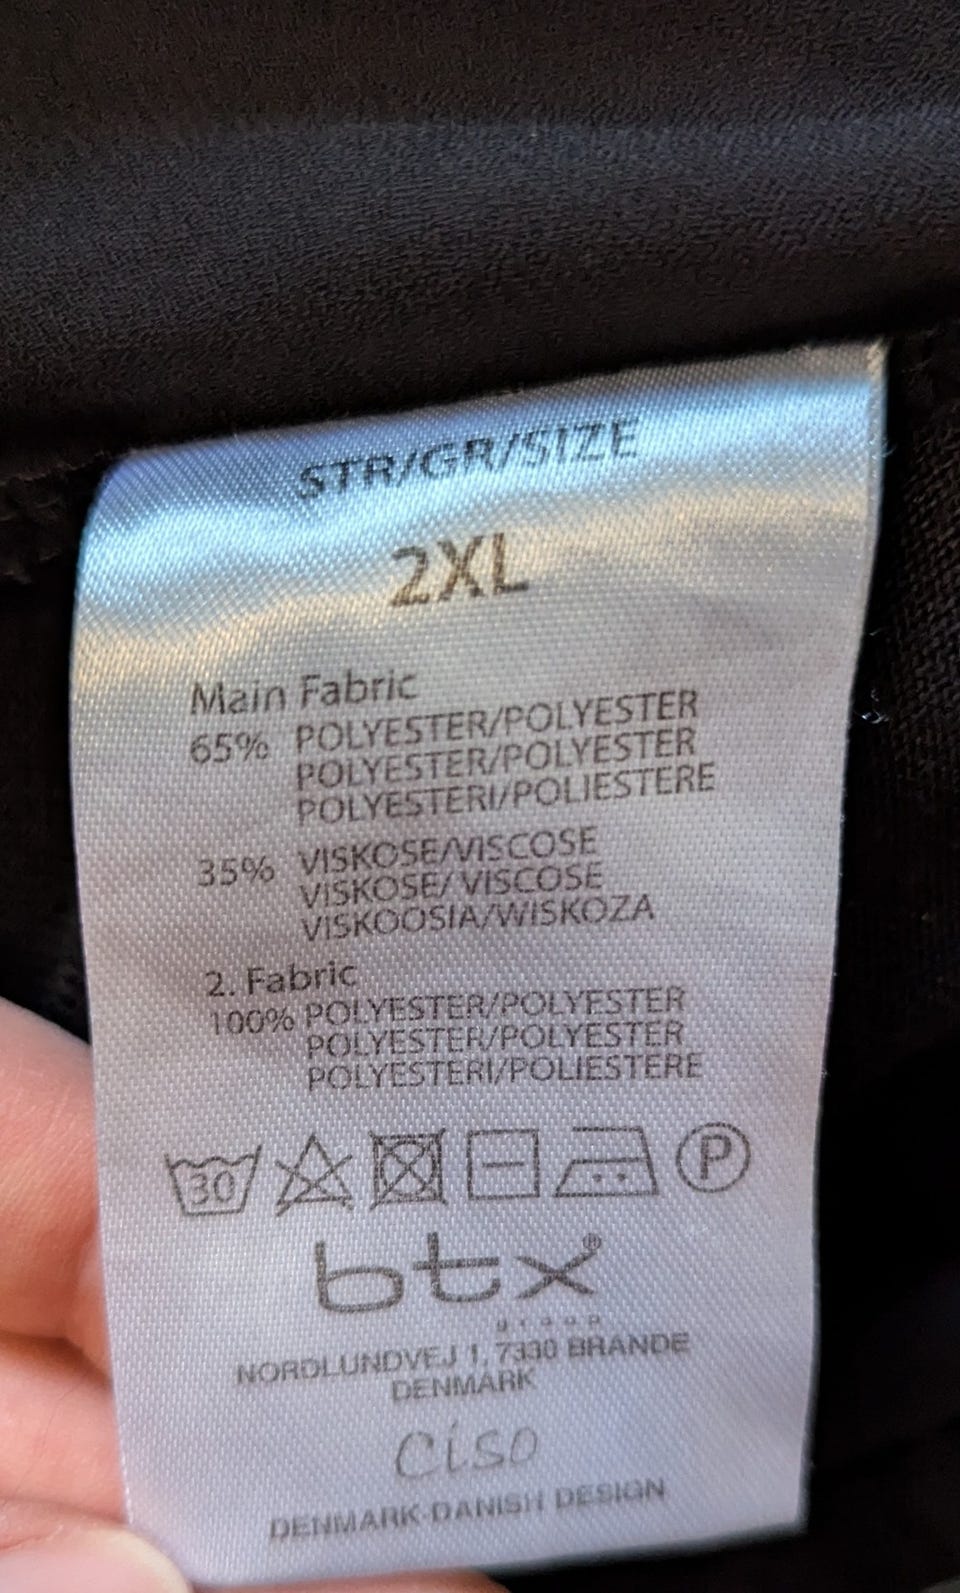 STR/GR/SIZE
2XL
Main Fabric
65% POLYESTER/POLYESTER
POLYESTER/POLYESTER
POLYESTERI/POLIESTERE
35% VISKOSE/VISCOSE
VISKOSE/ VISCOSE
VISKOOSIA/WISKOZA
2. Fabric
100% POLYESTER/POLYESTER
POLYESTER/POLYESTER
POLYESTERI/POLIESTERE
30 P
btx®
group
NORDLUNDVEJ 1, 7330 BRANDE
DENMARK
ciso
DENMARK-DANISH DESIGN